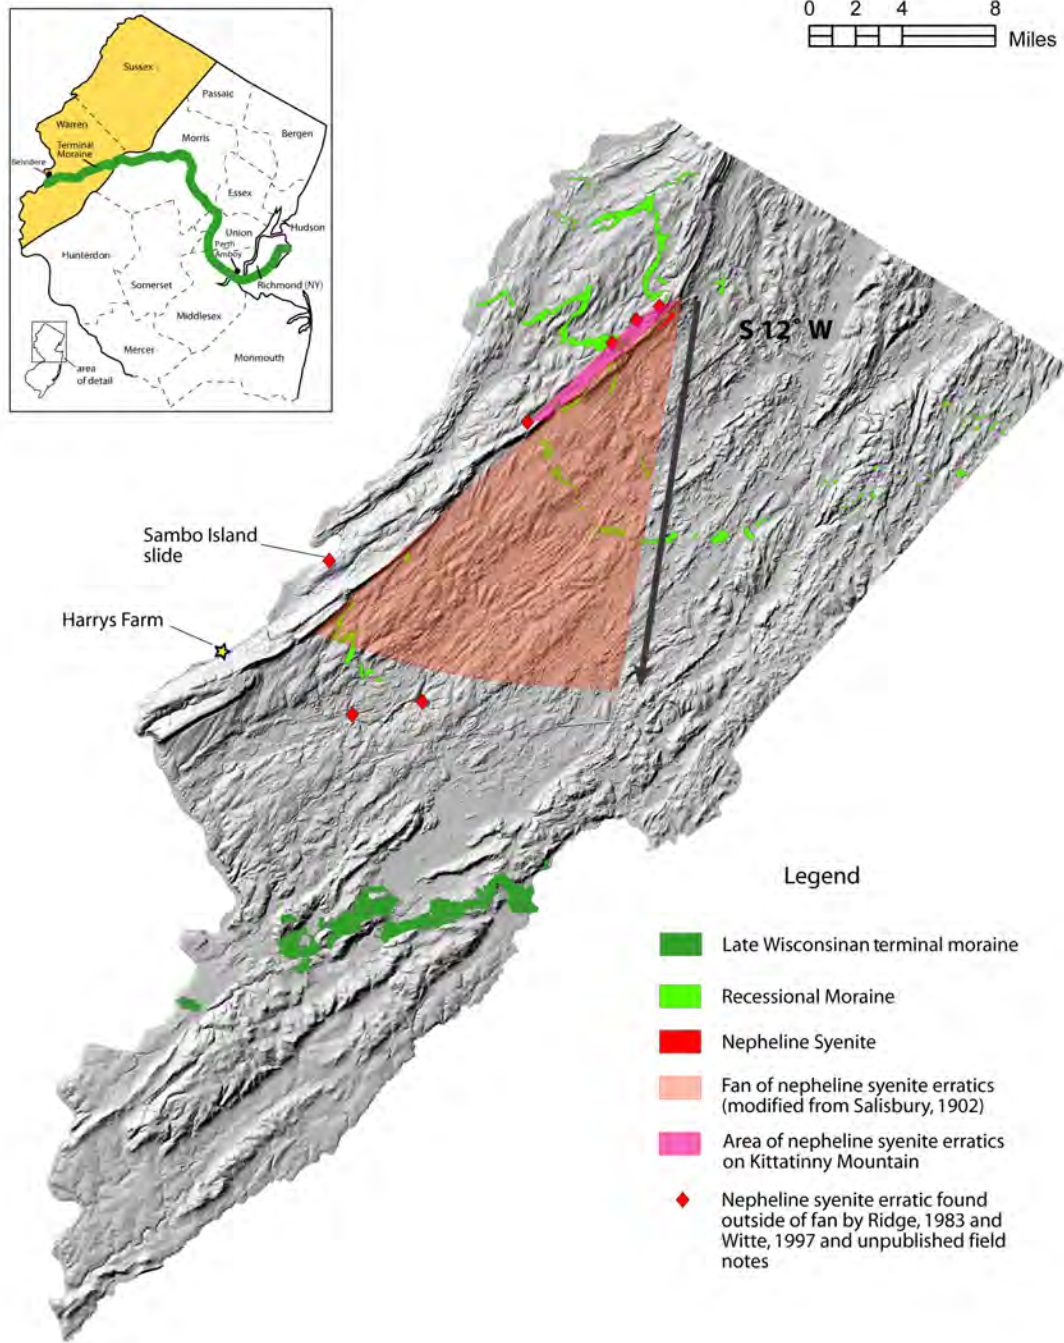 0 2 4 8
Miles
Sussex
Passaic
Warren
Terminal
Moraine
Morris
Bergen
Belvidere
Essex
Hudson
Union
Perth
Amboy
Hunterdon
Somerset
Richmond (NY)
Middlesex
Mercer
Monmouth
area
of detail
S 12° W
Sambo Island
slide
Harrys Farm
Legend
Late Wisconsinan terminal moraine
Recessional Moraine
Nepheline Syenite
Fan of nepheline syenite erratics
(modified from Salisbury, 1902)
Area of nepheline syenite erratics
on Kittatinny Mountain
Nepheline syenite erratic found
outside of fan by Ridge, 1983 and
Witte, 1997 and unpublished field
notes